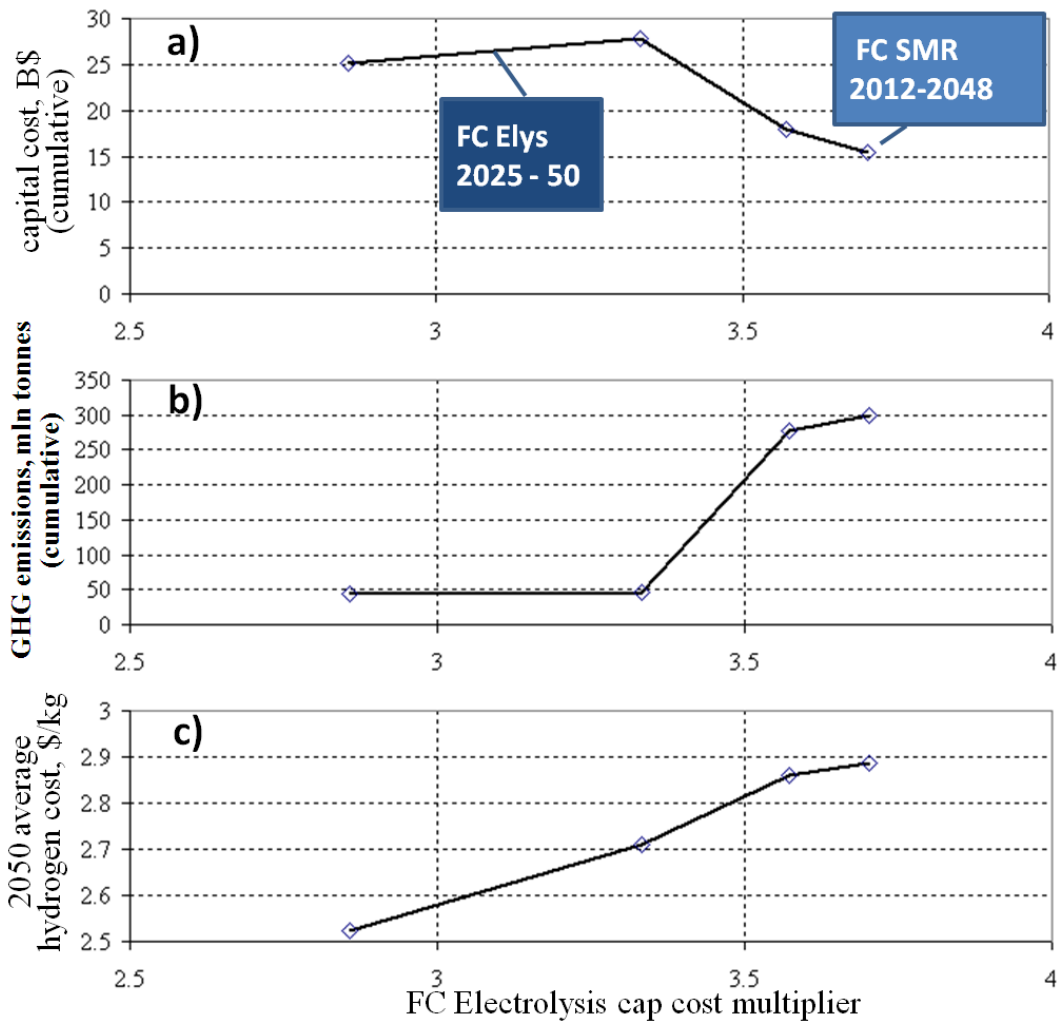 a)
capital cost, B$
(cumulative)
30
25
20
15
10
5
0
FC Elys
2025 - 50
FC SMR
2012-2048
2.5
3
3.5
4
b)
GHG emissions, mln tonnes
(cumulative)
350
300
250
200
150
100
50
0
2.5
3
3.5
4
c)
2050 average
hydrogen cost, $/kg
3
2.9
2.8
2.7
2.6
2.5
2.5
3
3.5
4
FC Electrolysis cap cost multiplier